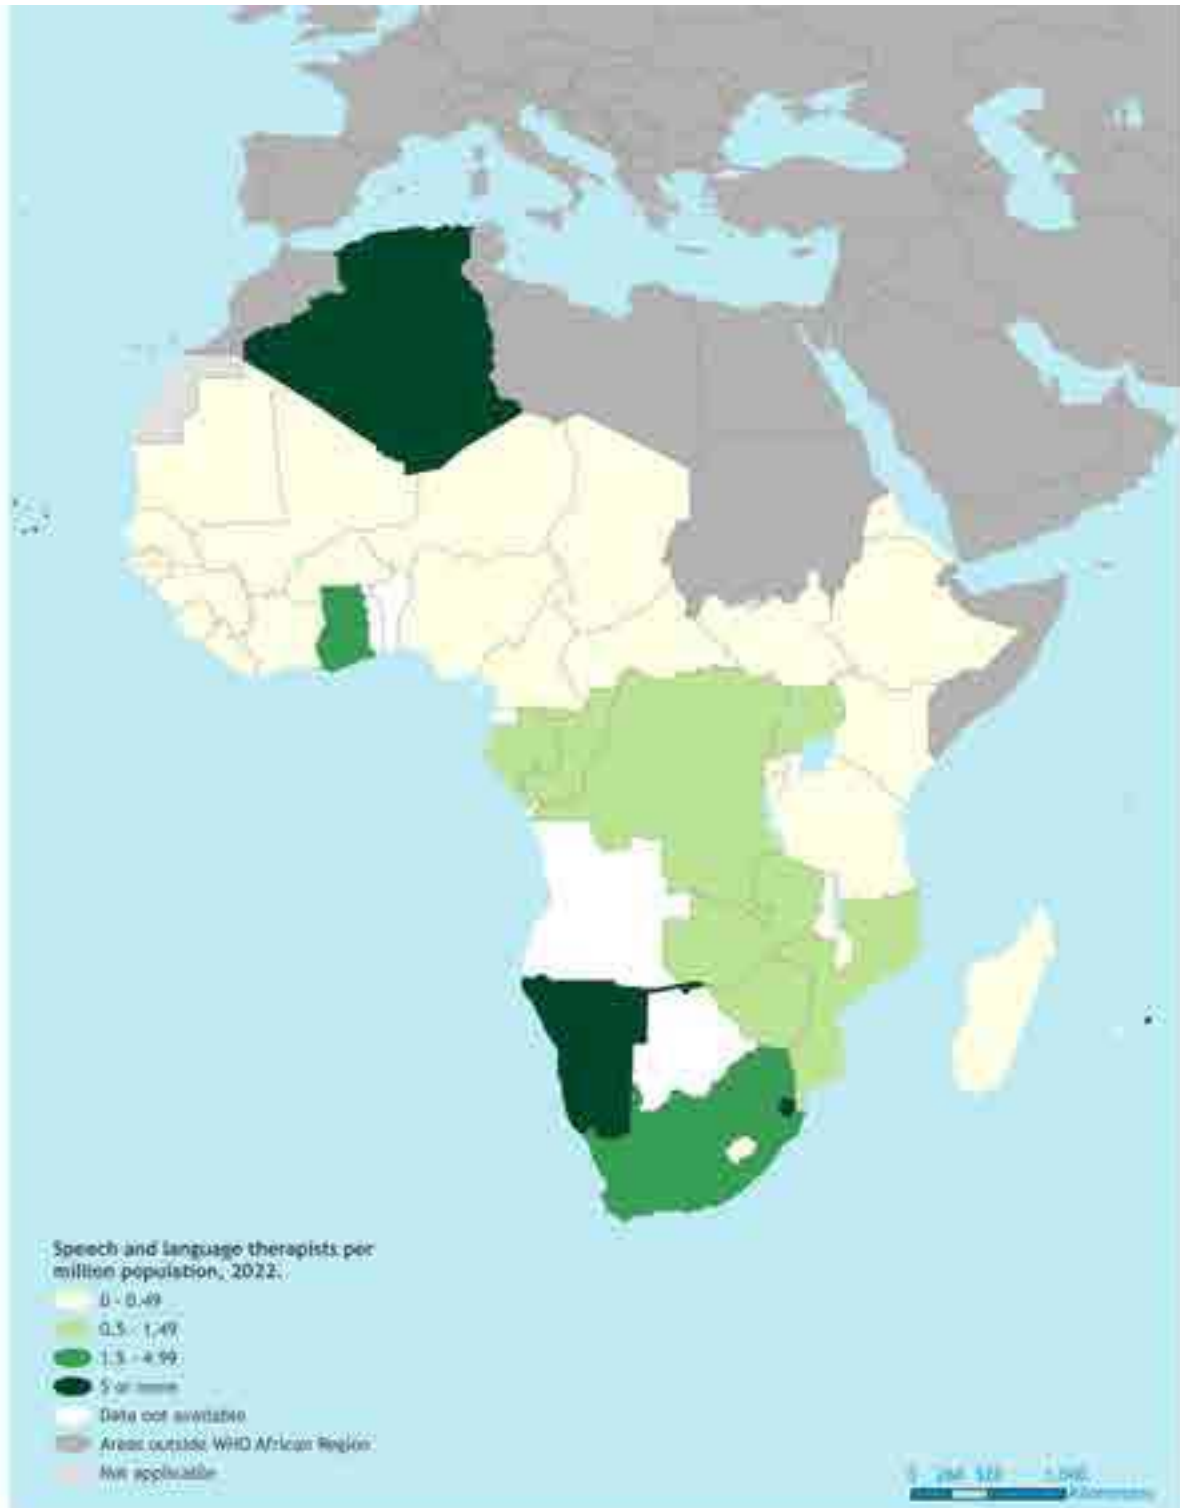 Speech and language therapists per
million population, 2022.
0 - 0.49
0.5 - 1.49
1.5 - 4.99
5 or more
Data not available
Areas outside WHO African Region
Not applicable
Kilometers